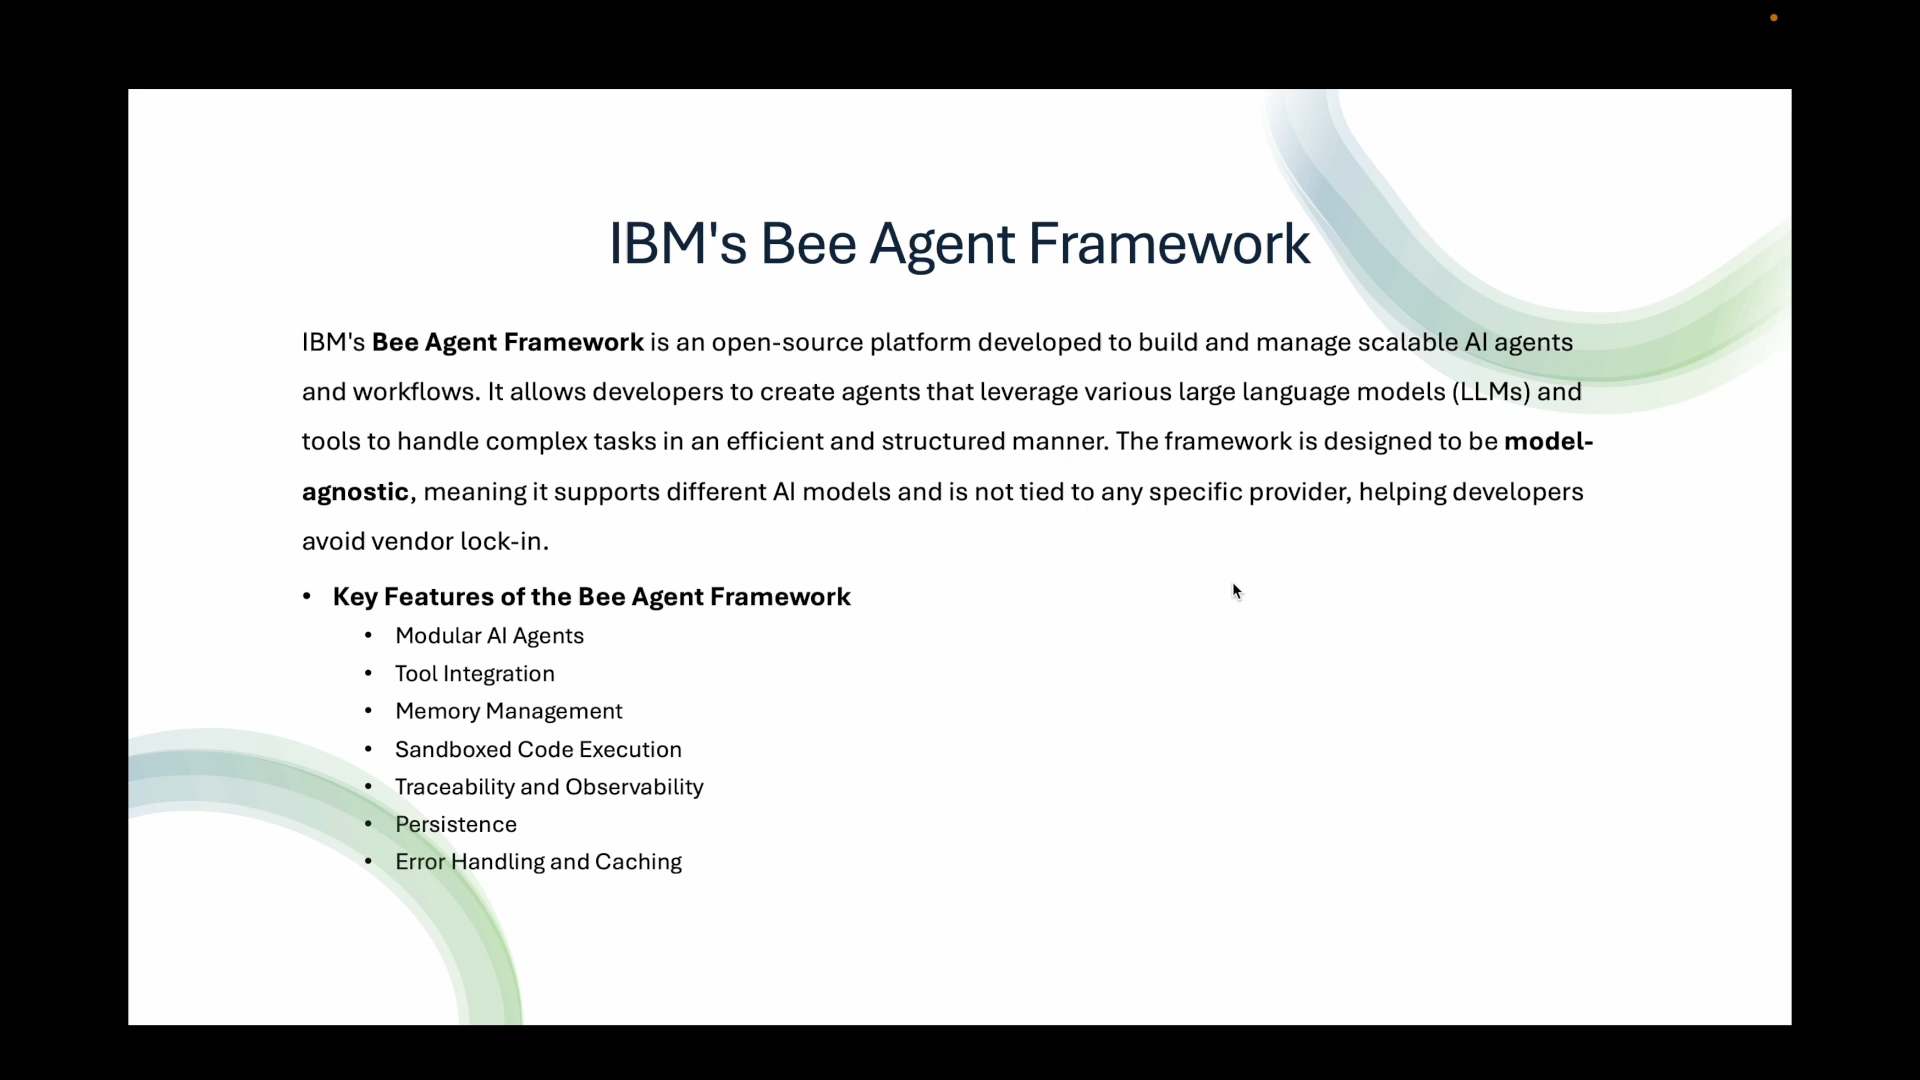 IBM's Bee Agent Framework
IBM's Bee Agent Framework is an open-source platform developed to build and manage scalable AI agents
and workflows. It allows developers to create agents that leverage various large language models (LLMs) and
tools to handle complex tasks in an efficient and structured manner. The framework is designed to be model-
agnostic, meaning it supports different AI models and is not tied to any specific provider, helping developers
avoid vendor lock-in.
• Key Features of the Bee Agent Framework
• Modular AI Agents
• Tool Integration
• Memory Management
• Sandboxed Code Execution
• Traceability and Observability
• Persistence
• Error Handling and Caching